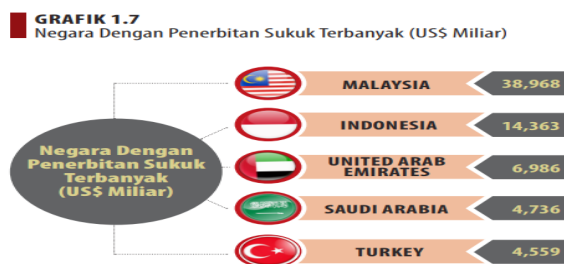 GRAFIK 1.7
Negara Dengan Penerbitan Sukuk Terbanyak (US$ Miliar)
Negara Dengan
Penerbitan Sukuk
Terbanyak
(US$ Miliar)
MALAYSIA 38,968
INDONESIA 14,363
UNITED ARAB
EMIRATES 6,986
SAUDI ARABIA 4,736
TURKEY 4,559